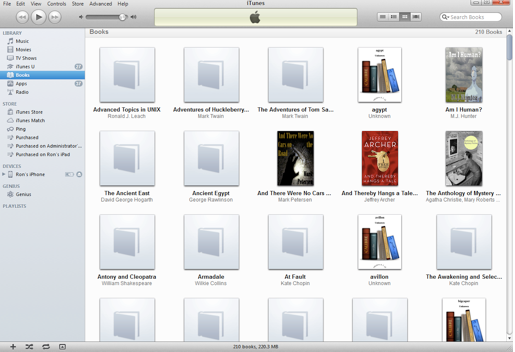 iTunes
File Edit View Controls Store Advanced Help
Search Books
LIBRARY
Music
Movies
TV Shows
iTunes U
Books
Apps
Radio
STORE
iTunes Store
iTunes Match
Ping
Purchased
Purchased on Administrator'...
Purchased on Ron's iPad
DEVICES
Ron's iPhone
GENIUS
Genius
PLAYLISTS
Books
210 Books
Advanced Topics in UNIX
Ronald J. Leach
Adventures of Huckleberry...
Mark Twain
The Adventures of Tom Sa...
Mark Twain
agypt
agypt
Unknown
Am I Human?
Am I Human?
M.J. Hunter
The Ancient East
David George Hogarth
Ancient Egypt
George Rawlinson
And There Were No
Cars on the
Road
And There Were No Cars ...
Mark Petersen
JEFFREY
ARCHER
AND THEREBY
HANGS A TALE
And Thereby Hangs a Tale...
Jeffrey Archer
The Anthology of Mystery ...
Agatha Christie, Mary Roberts ...
Antony and Cleopatra
William Shakespeare
Armadale
Wilkie Collins
At Fault
Kate Chopin
avillon
avillon
Unknown
The Awakening and Selec...
Kate Chopin
210 books, 220.3 MB